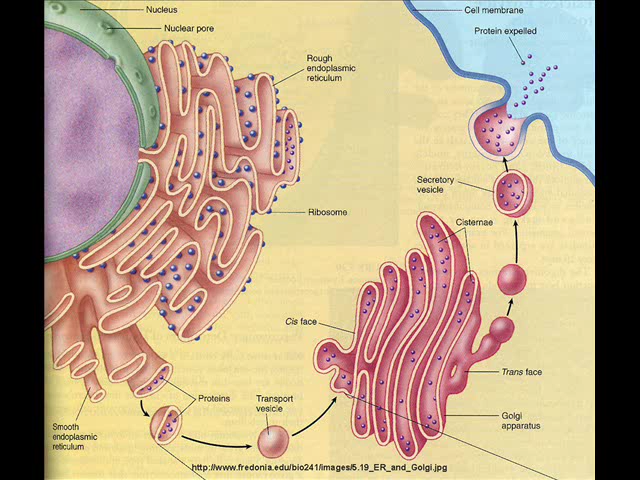 Nucleus
Nuclear pore
Rough
endoplasmic
reticulum
Ribosome
Cell membrane
Protein expelled
Secretory
vesicle
Cisternae
Cis face
Trans face
Golgi
apparatus
Proteins
Transport
vesicle
Smooth
endoplasmic
reticulum
http://www.fredonia.edu/bio241/images/5.19_ER_and_Golgi.jpg